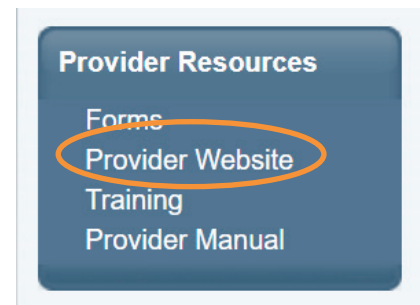 Provider Resources
Forms
Provider Website
Training
Provider Manual